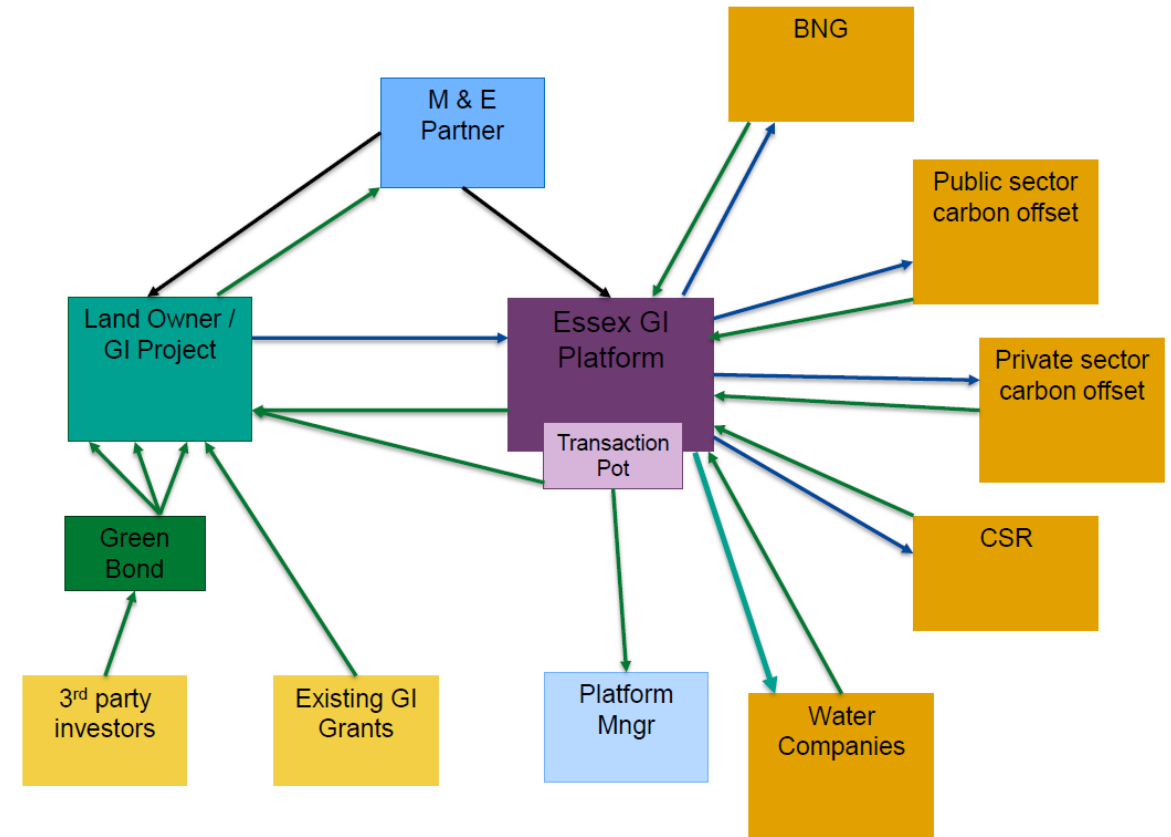 BNG
M & E
Partner
Public sector
carbon offset
Land Owner /
GI Project
Essex GI
Platform
Private sector
carbon offset
Transaction
Pot
Green
Bond
CSR
3rd party
investors
Existing GI
Grants
Platform
Mngr
Water
Companies